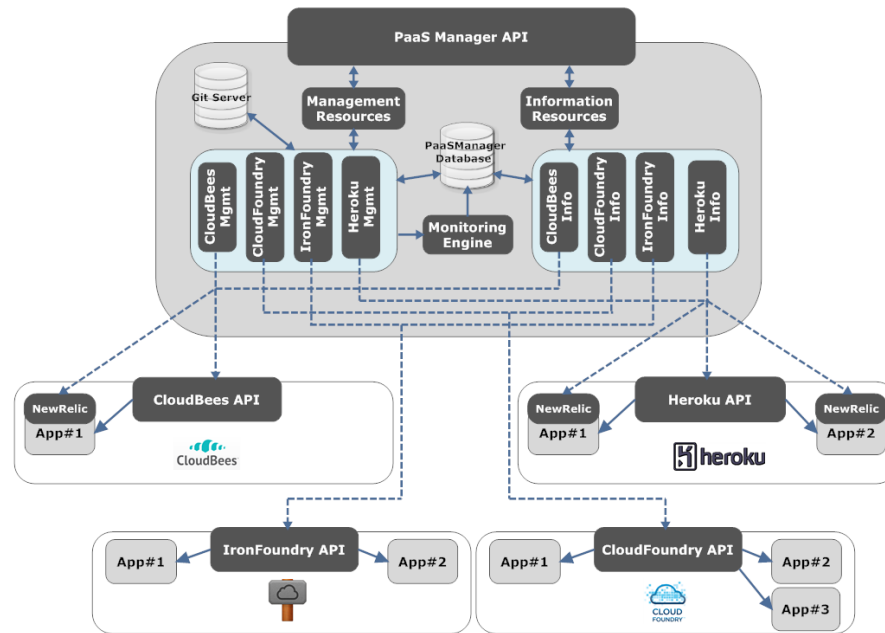 PaaS Manager API
Git Server
Management
Resources
Information
Resources
PaaSManager
Database
CloudBees
Mgmt
CloudFoundry
Mgmt
IronFoundry
Mgmt
Heroku
Mgmt
Monitoring
Engine
CloudBees
Info
CloudFoundry
Info
IronFoundry
Info
Heroku
Info
NewRelic
App#1
CloudBees API
CloudBees
NewRelic
App#1
Heroku API
NewRelic
App#2
heroku
App#1
IronFoundry API
App#2
App#1
CloudFoundry API
App#2
App#3
CLOUD
FOUNDRY